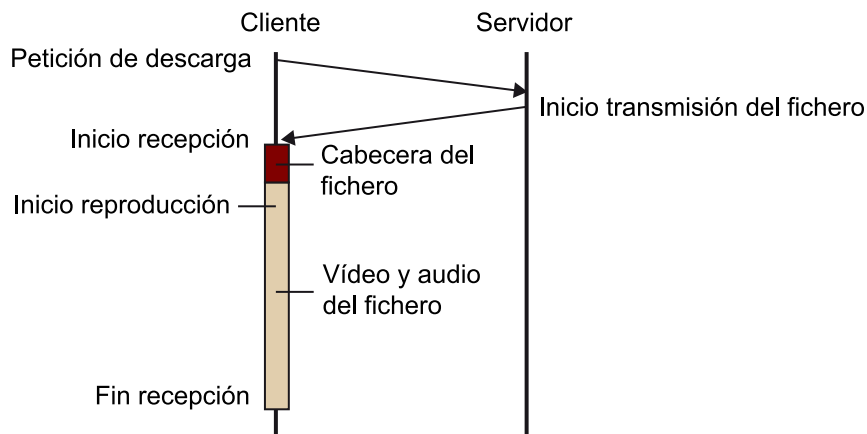 Cliente
Servidor
Petición de descarga
Inicio transmisión del fichero
Inicio recepción
Cabecera del
fichero
Inicio reproducción
Vídeo y audio
del fichero
Fin recepción